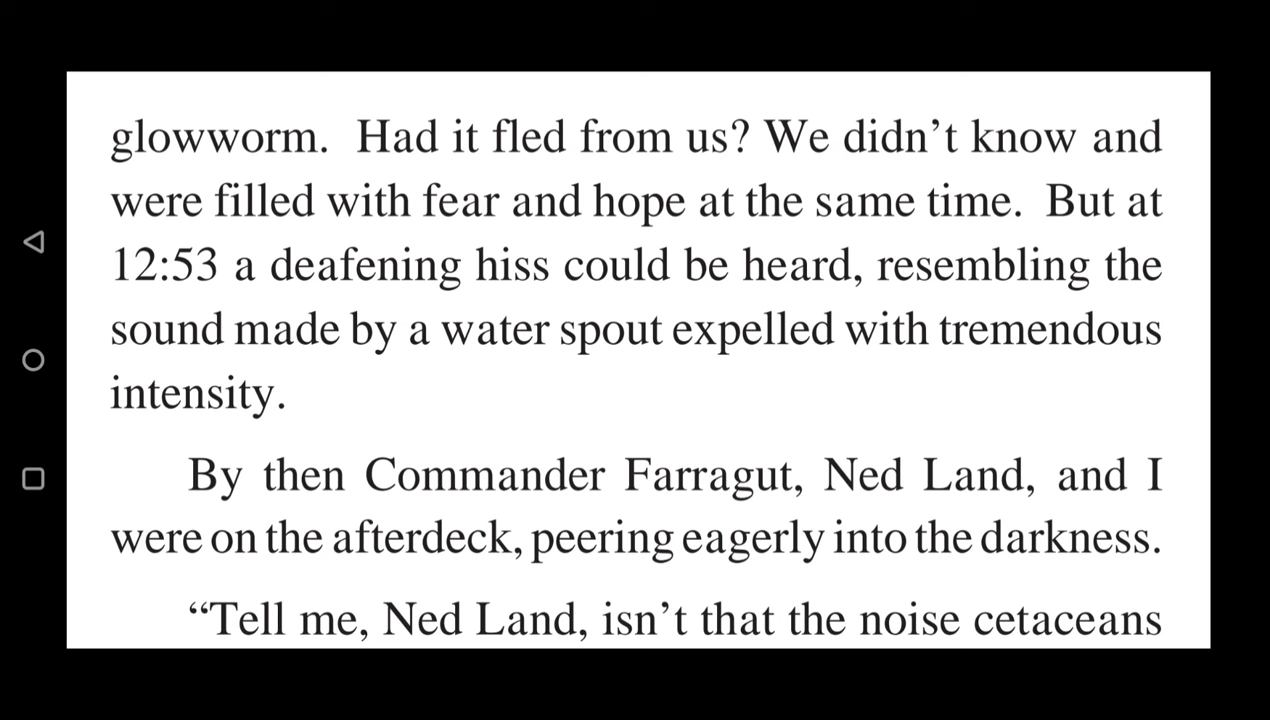 glowworm. Had it fled from us? We didn’t know and
were filled with fear and hope at the same time. But at
12:53 a deafening hiss could be heard, resembling the
sound made by a water spout expelled with tremendous
intensity.
By then Commander Farragut, Ned Land, and I
were on the afterdeck, peering eagerly into the darkness.
“Tell me, Ned Land, isn’t that the noise cetaceans